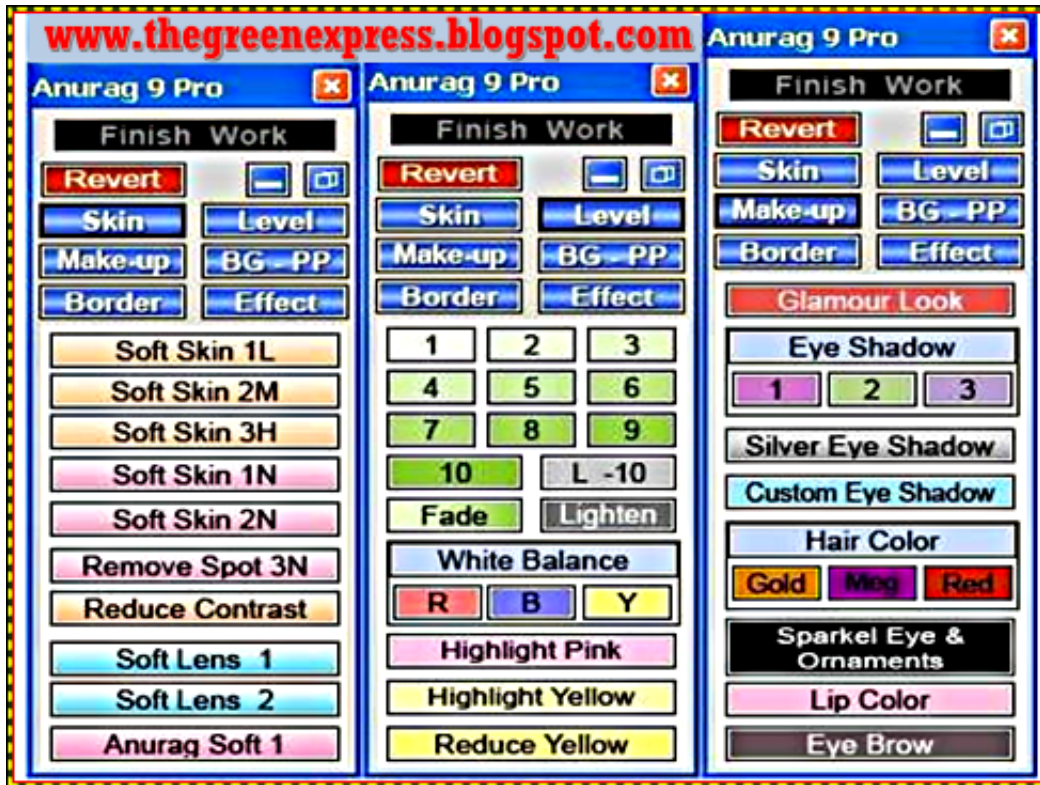 www.thegreenexpress.blogspot.com
Anurag 9 Pro
Finish Work
Revert
Skin Level
Make-up BG - PP
Border Effect
Soft Skin 1L
Soft Skin 2M
Soft Skin 3H
Soft Skin 1N
Soft Skin 2N
Remove Spot 3N
Reduce Contrast
Soft Lens 1
Soft Lens 2
Anurag Soft 1
Anurag 9 Pro
Finish Work
Revert
Skin Level
Make-up BG - PP
Border Effect
1 2 3
4 5 6
7 8 9
10 L -10
Fade Lighten
White Balance
R B Y
Highlight Pink
Highlight Yellow
Reduce Yellow
Anurag 9 Pro
Finish Work
Revert
Skin Level
Make-up BG - PP
Border Effect
Glamour Look
Eye Shadow
1 2 3
Silver Eye Shadow
Custom Eye Shadow
Hair Color
Gold Meg Red
Sparkel Eye &
Ornaments
Lip Color
Eye Brow